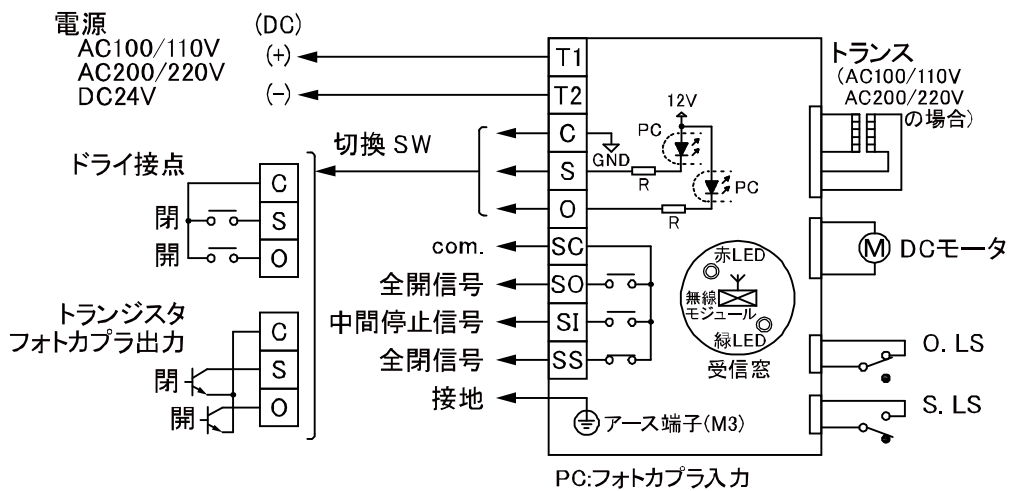 電源
AC100/110V
AC200/220V
DC24V
(DC)
(+)
(−)
切換 SW
ドライ接点
閉
開
C
S
O
トランジスタ
フォトカプラ出力
閉
開
C
S
O
com.
全開信号
中間停止信号
全閉信号
接地
T1
T2
C
S
O
SC
SO
SI
SS
12V
PC
GND
R
PC
R
赤LED
無線
モジュール
緑LED
受信窓
アース端子(M3)
トランス
(AC100/110V
AC200/220V
の場合)
M
DCモータ
O. LS
S. LS
PC:フォトカプラ入力